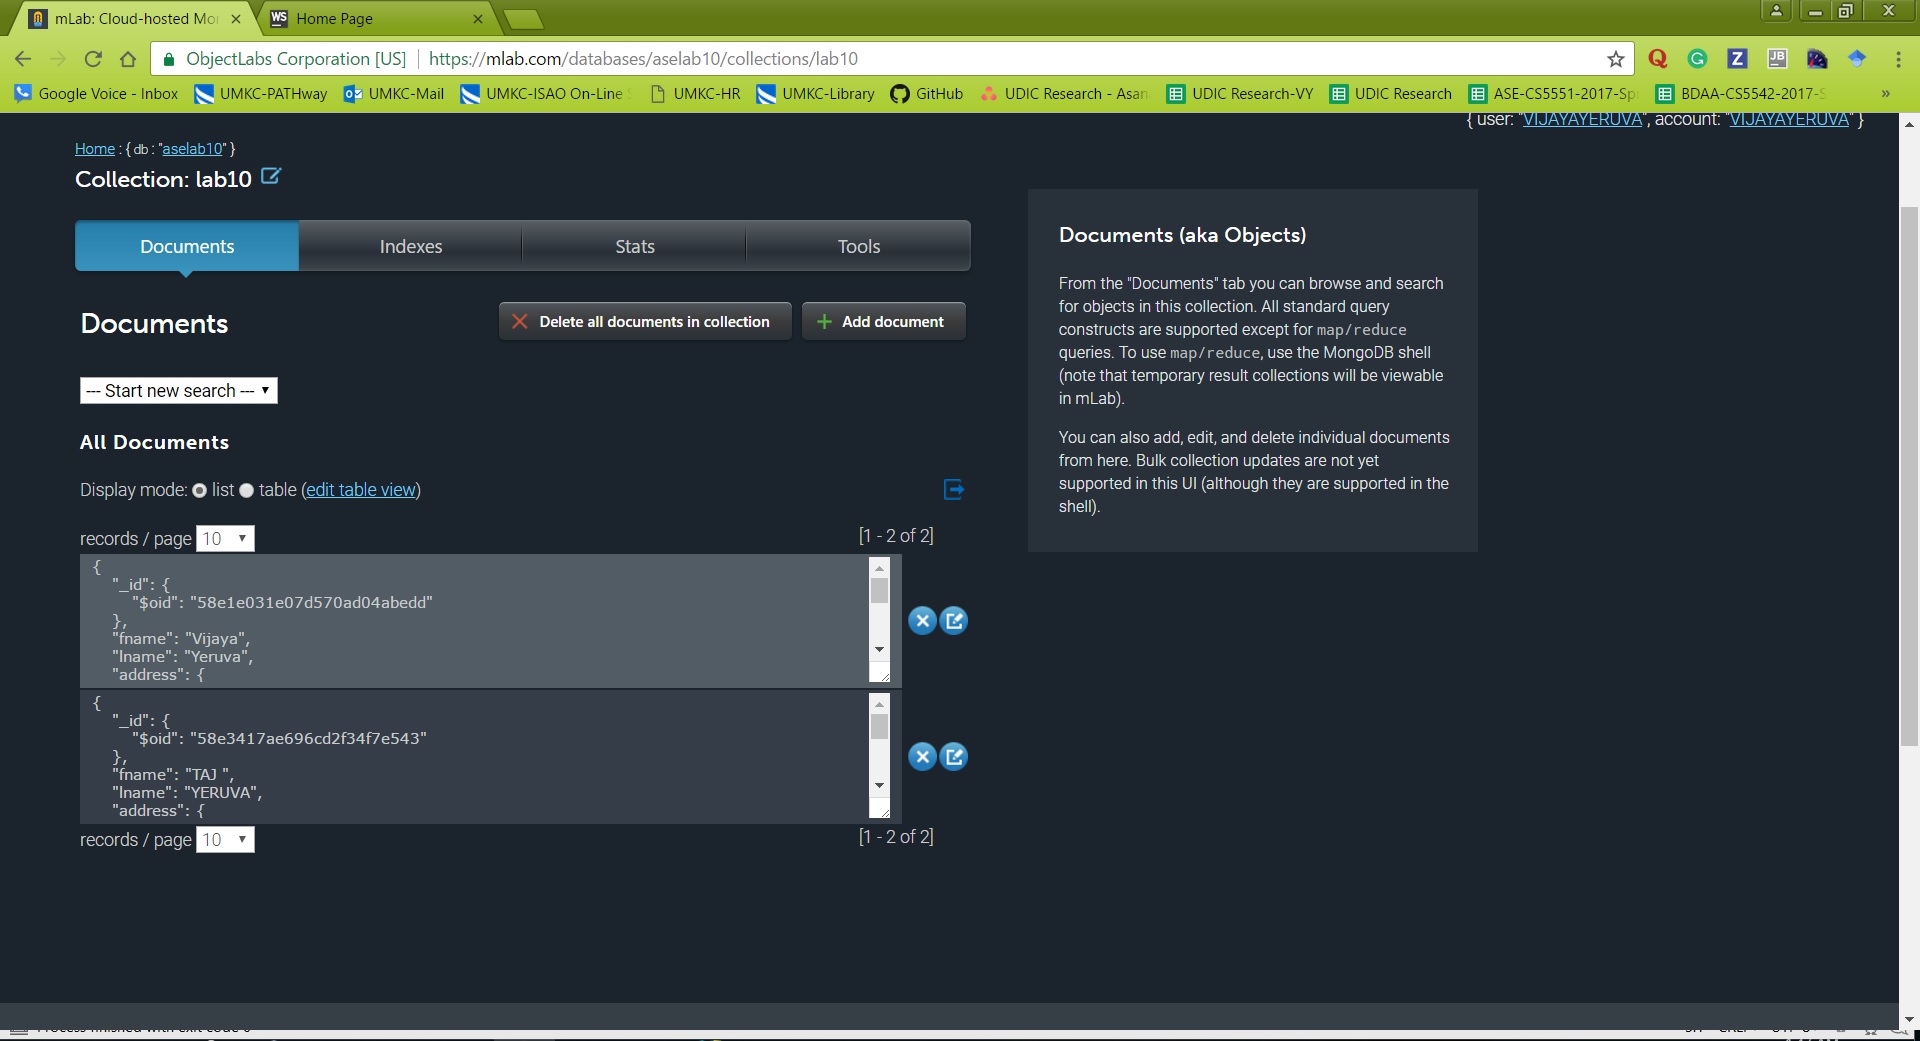 mLab: Cloud-hosted Mon
WS Home Page
ObjectLabs Corporation [US] https://mlab.com/databases/aselab10/collections/lab10
Q G Z JB
Google Voice - Inbox UMKC-PATHway UMKC-Mail UMKC-ISAO On-Line UMKC-HR UMKC-Library GitHub UDIC Research - Asan UDIC Research-VY UDIC Research ASE-CS5551-2017-Sp BDAA-CS5542-2017-S »
{ user: "VIJAYAYERUVA", account: "VIJAYAYERUVA" }
Home : { db : "aselab10" }
Collection: lab10
Documents Indexes Stats Tools
Documents
Delete all documents in collection
Add document
--- Start new search ---
All Documents
Display mode: list table (edit table view)
records / page 10
[1 - 2 of 2]
{
"_id": {
"$oid": "58e1e031e07d570ad04abedd"
},
"fname": "Vijaya",
"lname": "Yeruva",
"address": {
{
"_id": {
"$oid": "58e3417ae696cd2f34f7e543"
},
"fname": "TAJ ",
"lname": "YERUVA",
"address": {
records / page 10
[1 - 2 of 2]
Documents (aka Objects)
From the "Documents" tab you can browse and search
for objects in this collection. All standard query
constructs are supported except for map/reduce
queries. To use map/reduce, use the MongoDB shell
(note that temporary result collections will be viewable
in mLab).
You can also add, edit, and delete individual documents
from here. Bulk collection updates are not yet
supported in this UI (although they are supported in the
shell).